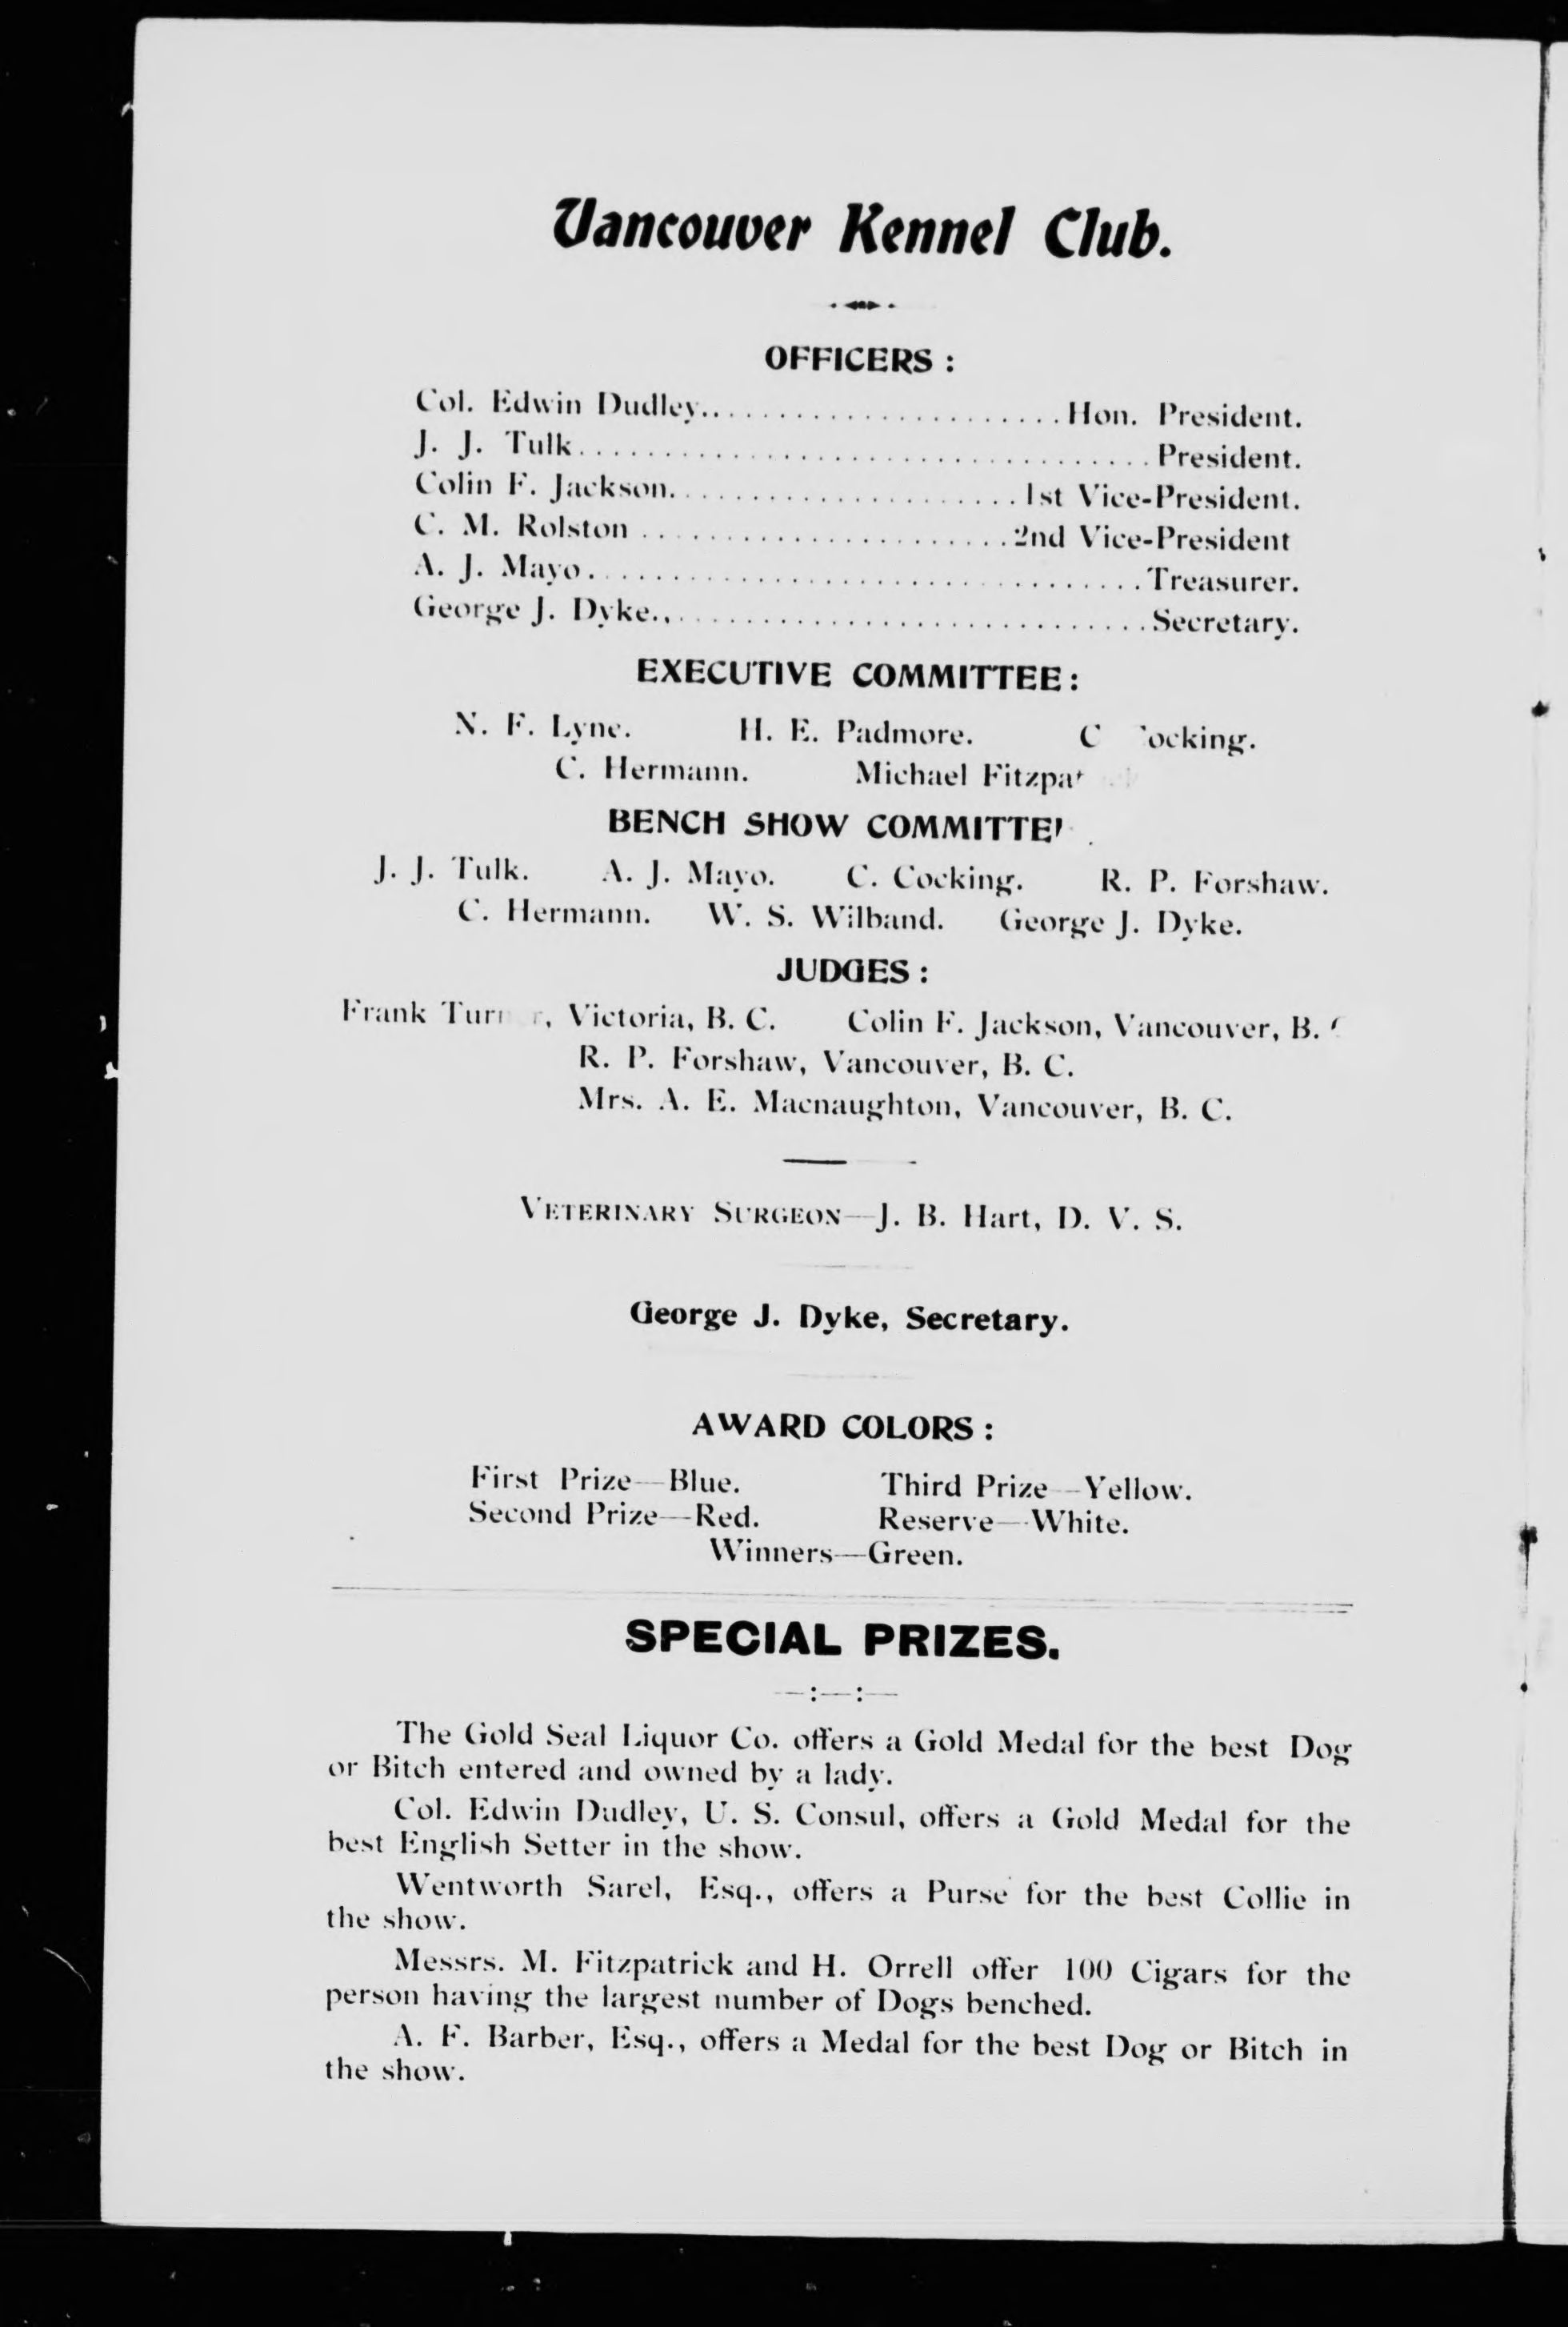 Vancouver Kennel Club.
OFFICERS :
Col. Edwin Dudley........................Hon. President.
J. J. Tulk...................................President.
Colin F. Jackson.....................1st Vice-President.
C. M. Rolston ......................2nd Vice-President
A. J. Mayo..................................Treasurer.
George J. Dyke.,.............................Secretary.
EXECUTIVE COMMITTEE:
N. F. Lyne. H. E. Padmore. C ocking.
C. Hermann. Michael Fitzpat
BENCH SHOW COMMITTE
J. J. Tulk. A. J. Mayo. C. Cocking. R. P. Forshaw.
C. Hermann. W. S. Wilband. George J. Dyke.
JUDGES :
Frank Tur r, Victoria, B. C. Colin F. Jackson, Vancouver, B. C
R. P. Forshaw, Vancouver, B. C.
Mrs. A. E. Macnaughton, Vancouver, B. C.
VETERINARY SURGEON—J. B. Hart, D. V. S.
George J. Dyke, Secretary.
AWARD COLORS :
First Prize—Blue. Third Prize—Yellow.
Second Prize—Red. Reserve—White.
Winners—Green.
SPECIAL PRIZES.
The Gold Seal Liquor Co. offers a Gold Medal for the best Dog
or Bitch entered and owned by a lady.
Col. Edwin Dudley, U. S. Consul, offers a Gold Medal for the
best English Setter in the show.
Wentworth Sarel, Esq., offers a Purse for the best Collie in
the show.
Messrs. M. Fitzpatrick and H. Orrell offer 100 Cigars for the
person having the largest number of Dogs benched.
A. F. Barber, Esq., offers a Medal for the best Dog or Bitch in
the show.